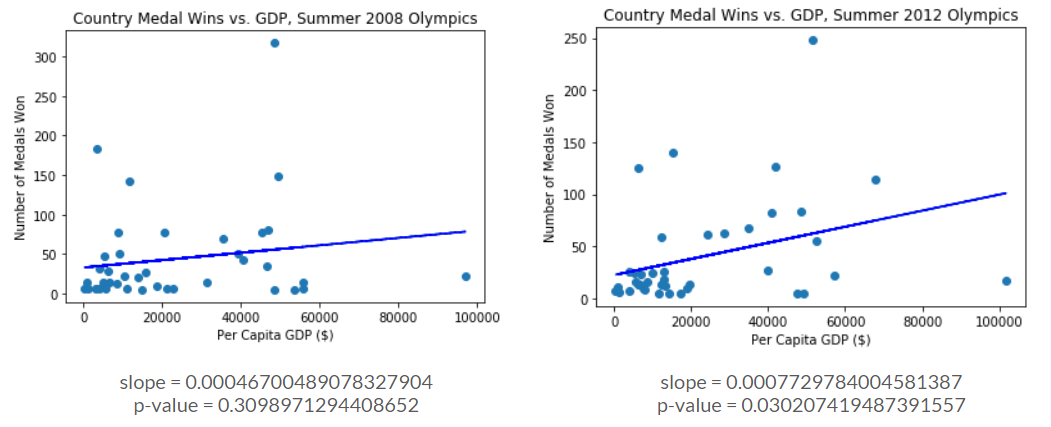 Country Medal Wins vs. GDP, Summer 2008 Olympics
Number of Medals Won
300
250
200
150
100
50
0
0 20000 40000 60000 80000 100000
Per Capita GDP ($)
slope = 0.00046700489078327904
p-value = 0.3098971294408652
Country Medal Wins vs. GDP, Summer 2012 Olympics
Number of Medals Won
250
200
150
100
50
0
0 20000 40000 60000 80000 100000
Per Capita GDP ($)
slope = 0.0007729784004581387
p-value = 0.030207419487391557